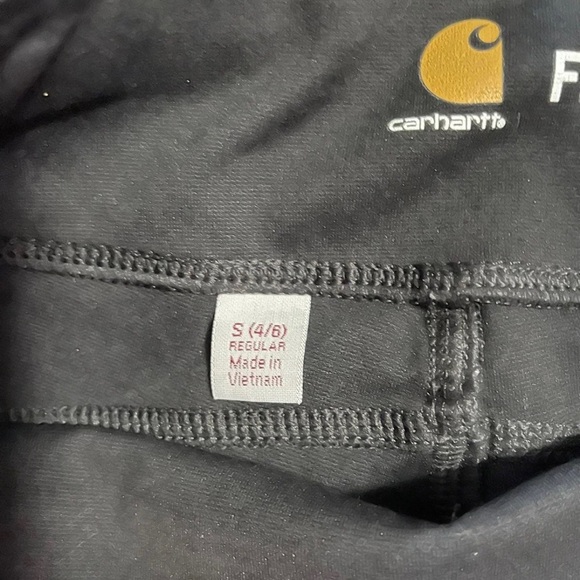 carhartt
F
S (4/6)
REGULAR
Made in
Vietnam